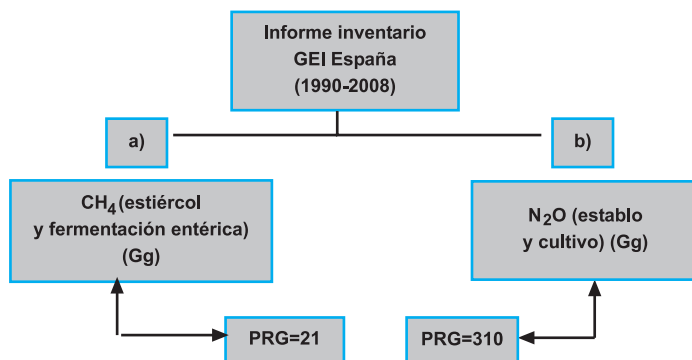 Informe inventario
GEI España
(1990-2008)
a)
b)
CH₄ (estiércol
y fermentación entérica)
(Gg)
N₂O (establo
y cultivo) (Gg)
PRG=21
PRG=310